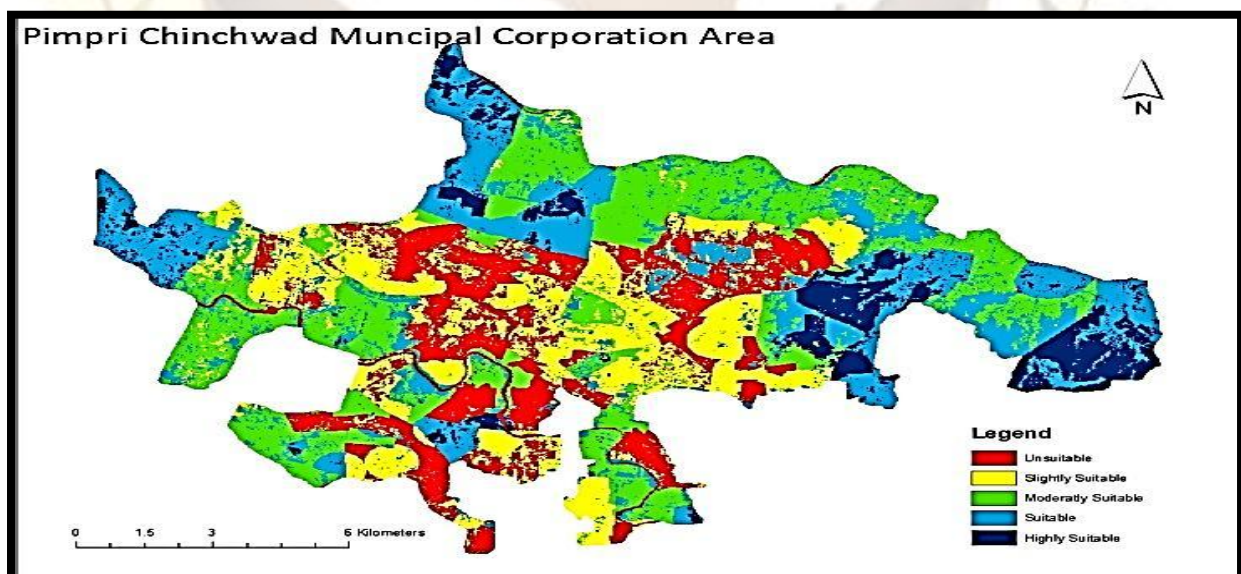 Pimpri Chinchwad Muncipal Corporation Area
N
Legend
Unsuitable
Slightly Suitable
Moderatly Suitable
Suitable
Highly Suitable
0 1.5 3 6 Kilometers